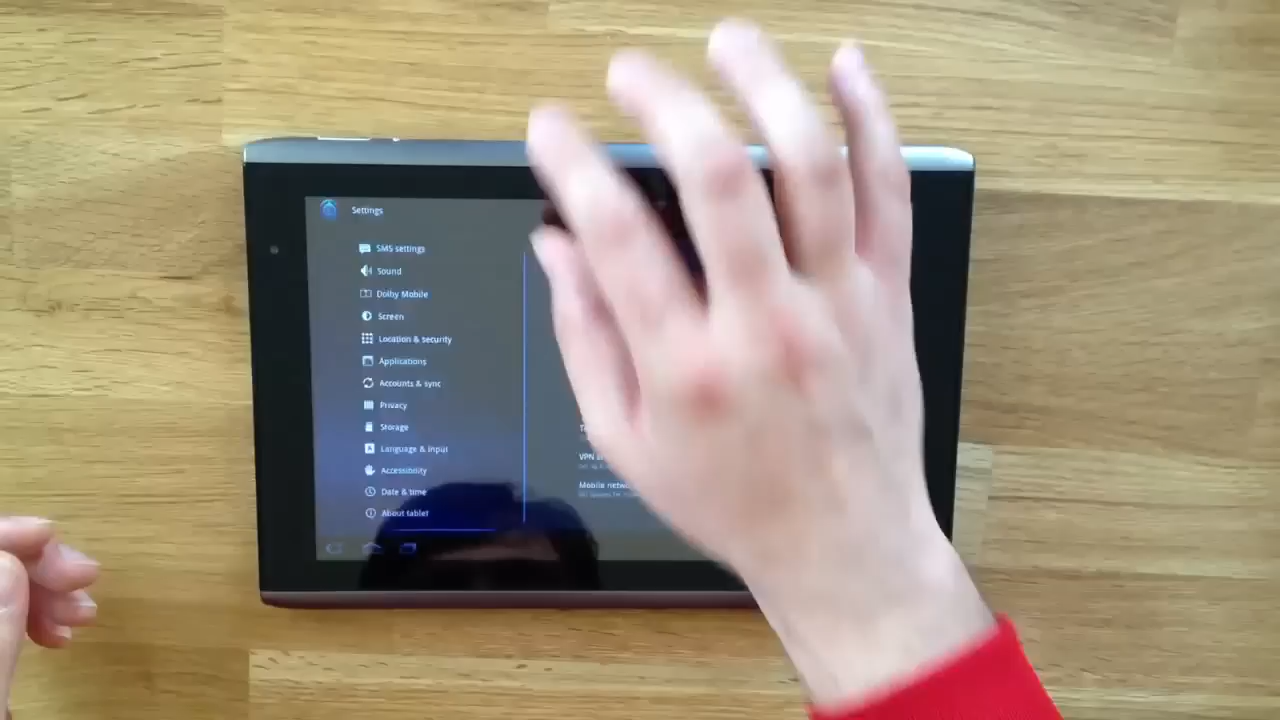 Settings
SMS settings
Sound
Dolby Mobile
Screen
Location & security
Applications
Accounts & sync
Privacy
Storage
Language & input
Accessibility
Date & time
About tablet
VPN
Mobile